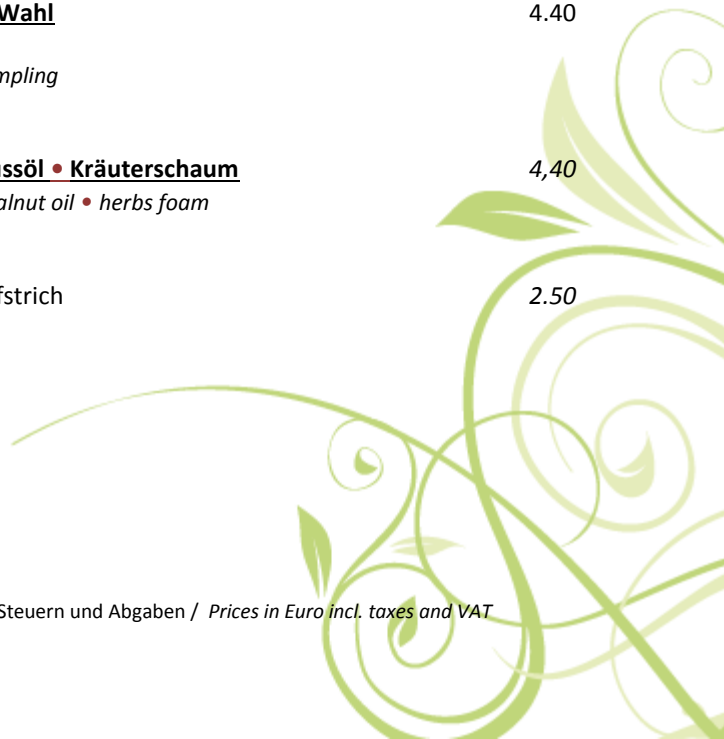 Wahl 4.40
mpling
ssöl • Kräuterschaum 4,40
alnut oil • herbs foam
fstrich 2.50
Steuern und Abgaben / Prices in Euro incl. taxes and VAT